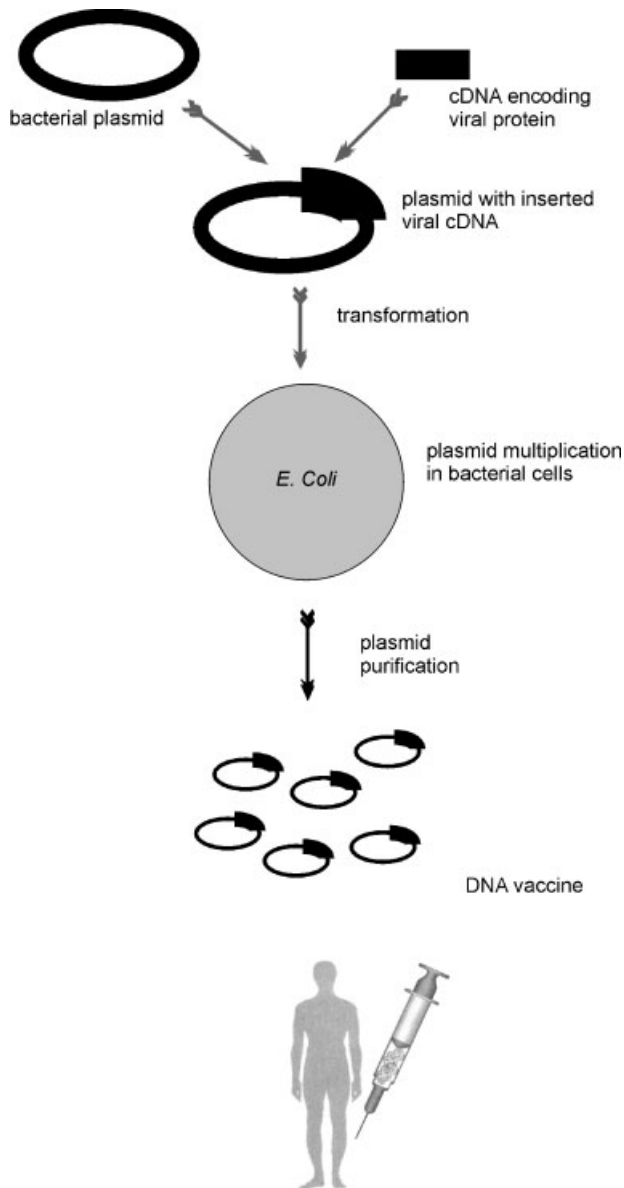 bacterial plasmid
cDNA encoding
viral protein
plasmid with inserted
viral cDNA
transformation
E. Coli
plasmid multiplication
in bacterial cells
plasmid
purification
DNA vaccine